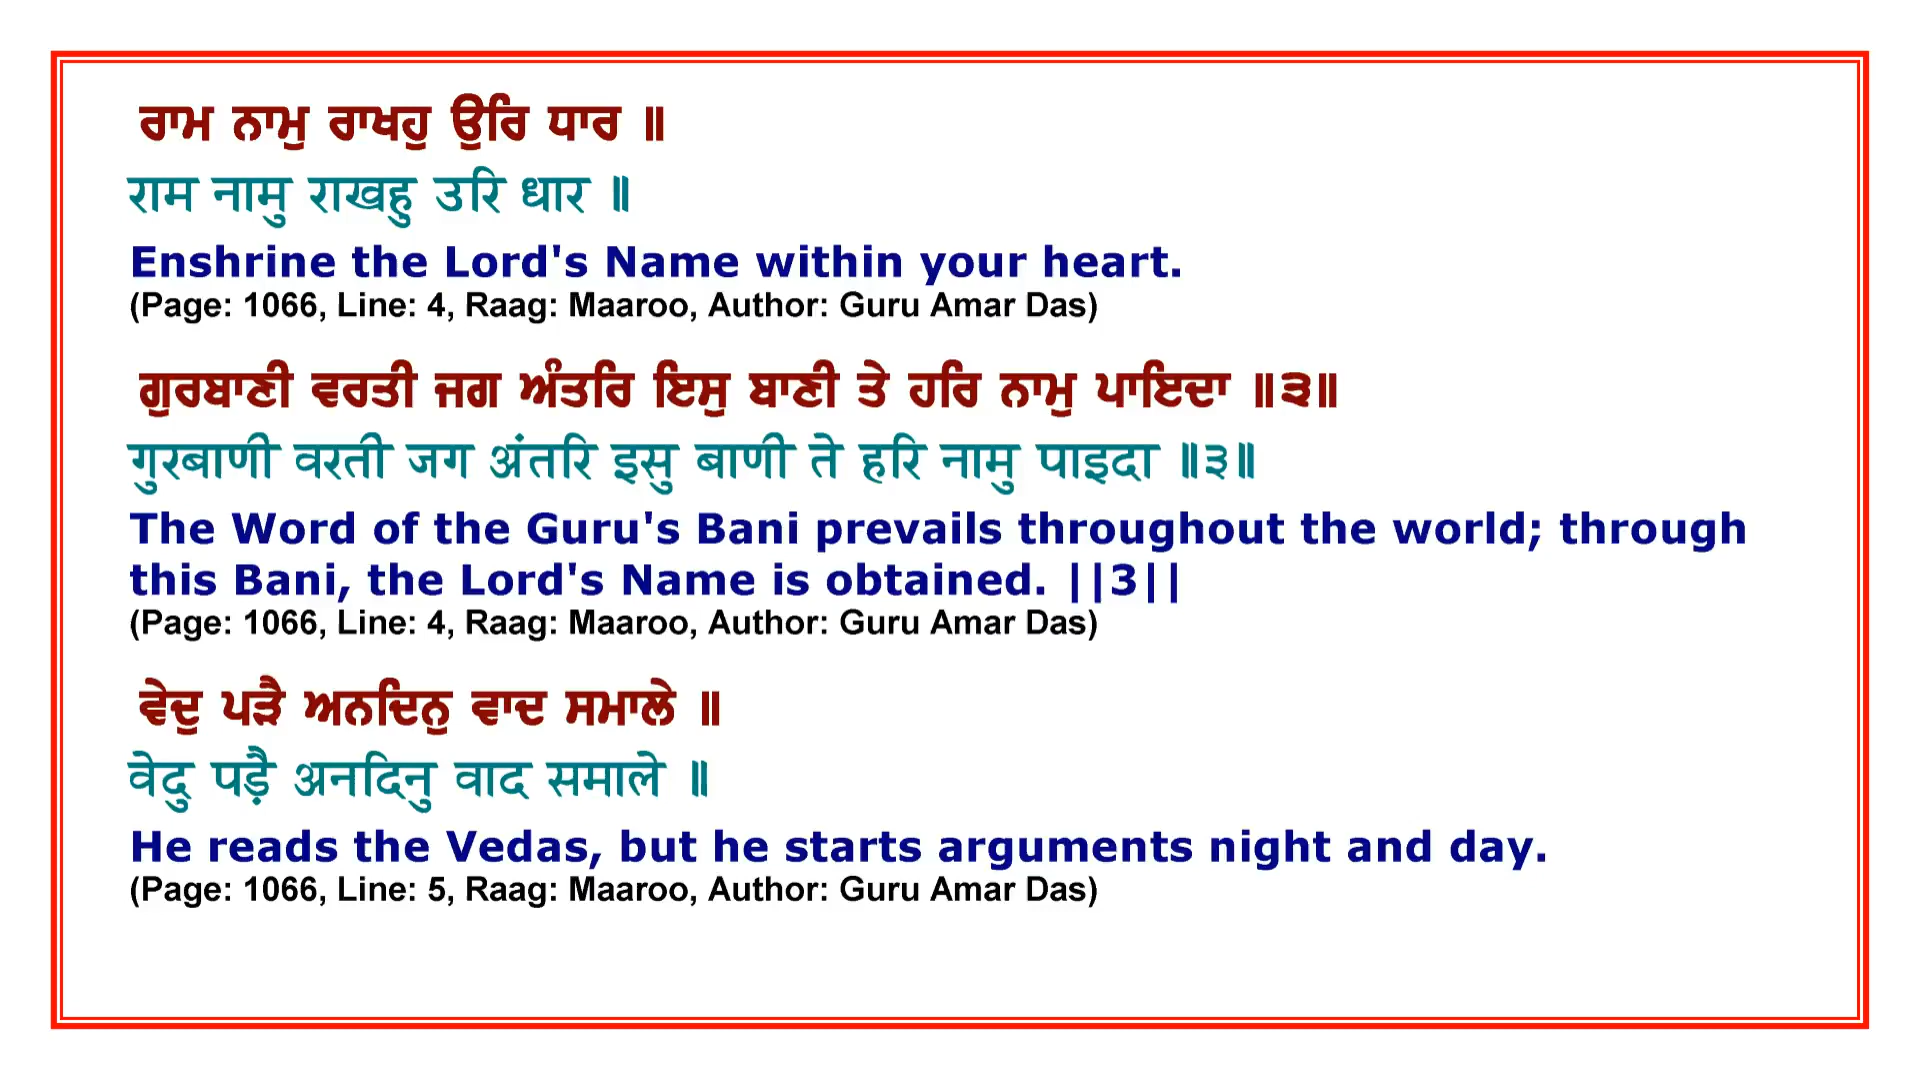 ਰਾਮ ਨਾਮੁ ਰਾਖਹੁ ਉਰਿ ਧਾਰ ॥
राम नामु राखहु उरि धार ॥
Enshrine the Lord's Name within your heart.
(Page: 1066, Line: 4, Raag: Maaroo, Author: Guru Amar Das)
ਗੁਰਬਾਣੀ ਵਰਤੀ ਜਗ ਅੰਤਰਿ ਇਸੁ ਬਾਣੀ ਤੇ ਹਰਿ ਨਾਮੁ ਪਾਇਦਾ ॥੩॥
गुरबाणी वरती जग अंतरि इसु बाणी ते हरि नामु पाइदा ॥३॥
The Word of the Guru's Bani prevails throughout the world; through
this Bani, the Lord's Name is obtained. ||3||
(Page: 1066, Line: 4, Raag: Maaroo, Author: Guru Amar Das)
ਵੇਦੁ ਪੜੈ ਅਨਦਿਨੁ ਵਾਦ ਸਮਾਲੇ ॥
वेदु पड़ै अनदिनु वाद समाले ॥
He reads the Vedas, but he starts arguments night and day.
(Page: 1066, Line: 5, Raag: Maaroo, Author: Guru Amar Das)